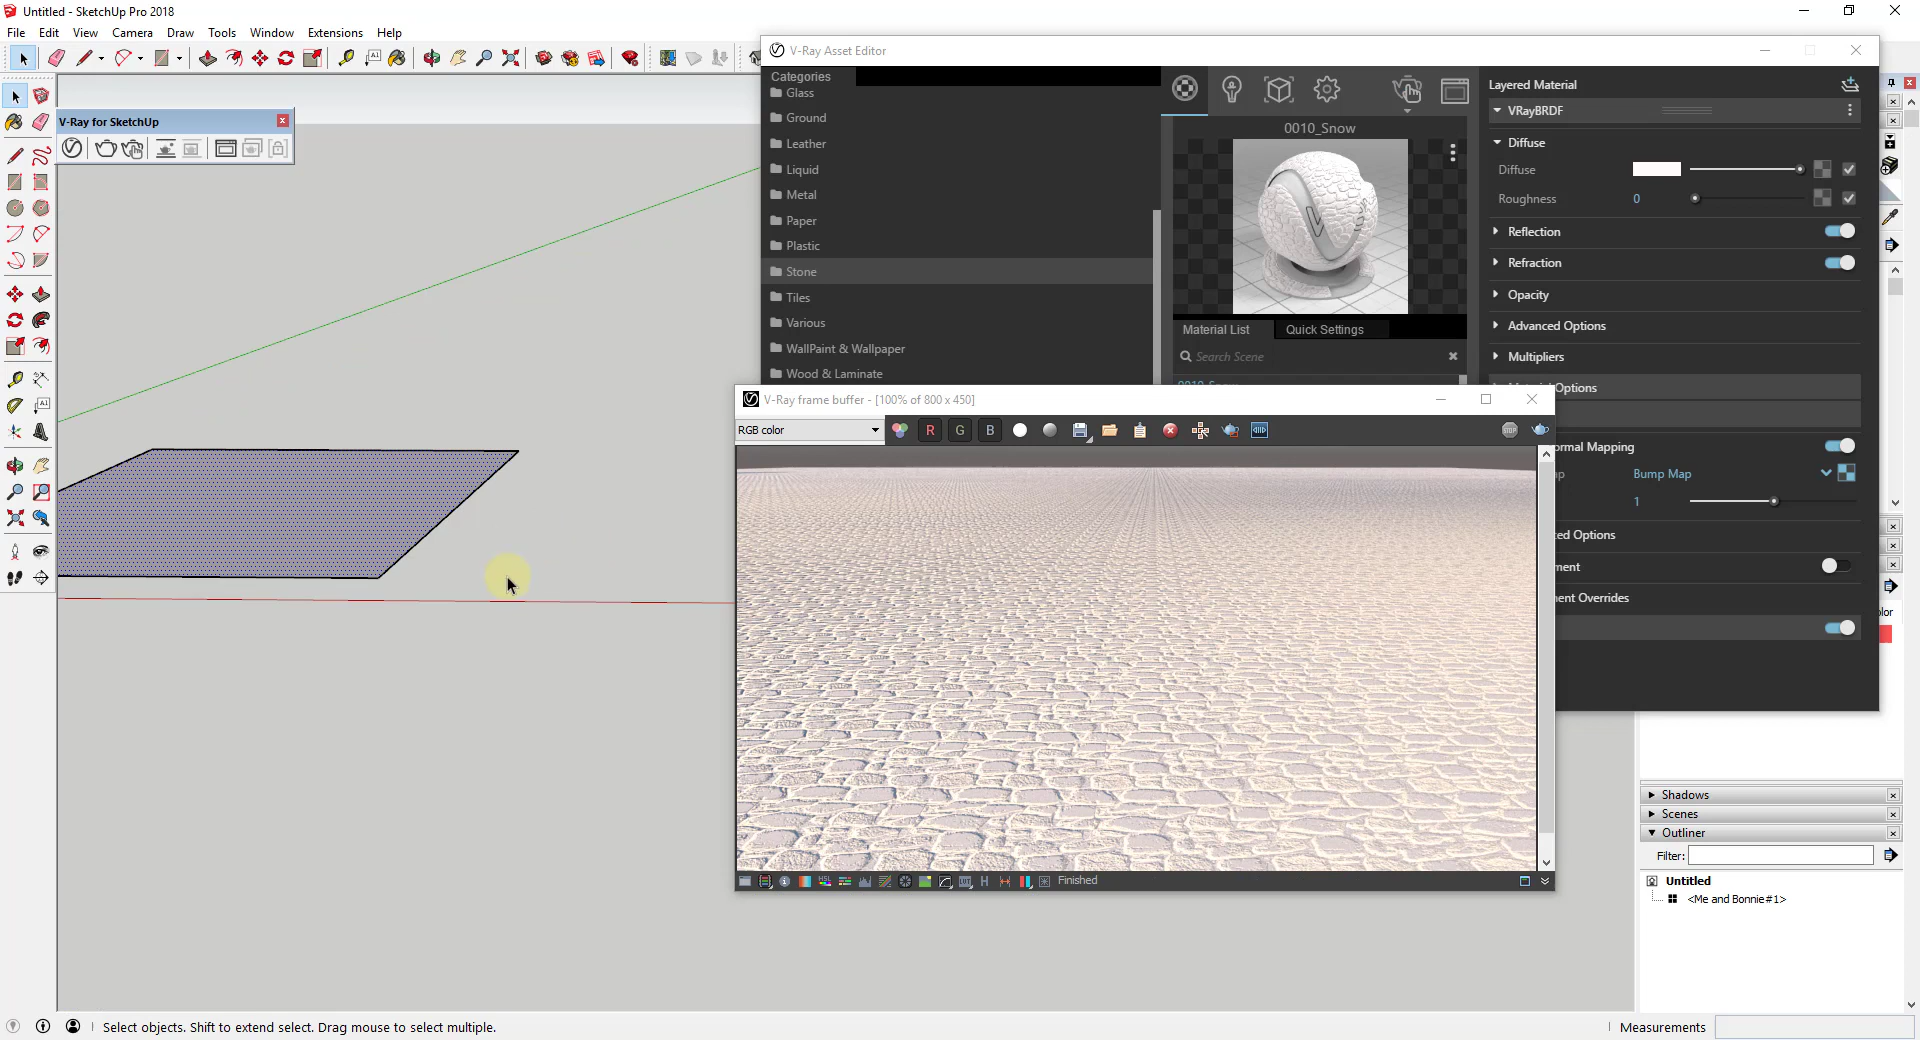 Untitled - SketchUp Pro 2018
File Edit View Camera Draw Tools Window Extensions Help
V-Ray Asset Editor
V-Ray for SketchUp
Categories
Glass
Ground
Leather
Liquid
Metal
Paper
Plastic
Stone
Tiles
Various
WallPaint & Wallpaper
Wood & Laminate
0010_Snow
Material List Quick Settings
Search Scene
Layered Material
VRayBRDF
Diffuse
Diffuse
Roughness 0
Reflection
Refraction
Opacity
Advanced Options
Multipliers
Options
ormal Mapping
Bump Map
1
ed Options
ment
ent Overrides
V-Ray frame buffer - [100% of 800 x 450]
RGB color
R G B
STOP
HSL
LUT
H
Finished
olor
Shadows
Scenes
Outliner
Filter:
Untitled
<Me and Bonnie#1>
Select objects. Shift to extend select. Drag mouse to select multiple.
Measurements